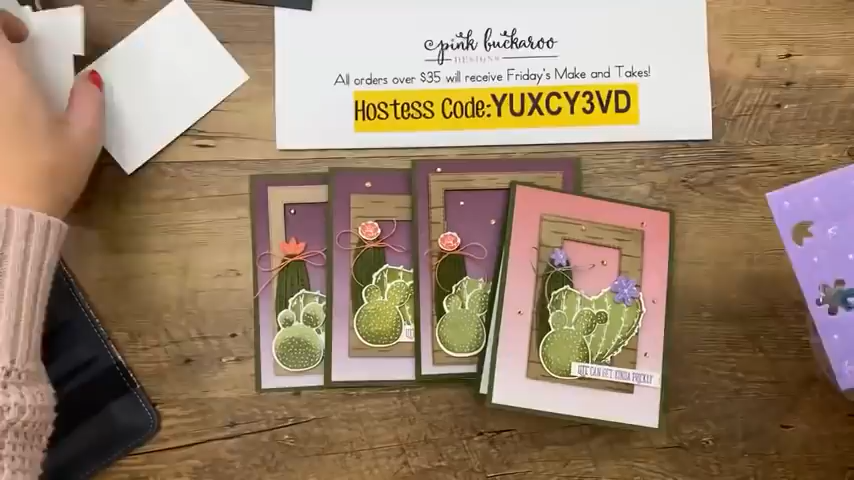 pink buckaroo
DESIGNS
All orders over $35 will receive Friday's Make and Take!
Hostess Code: YUXCY3VD
LIFE CAN GET KINDA PRICKLY